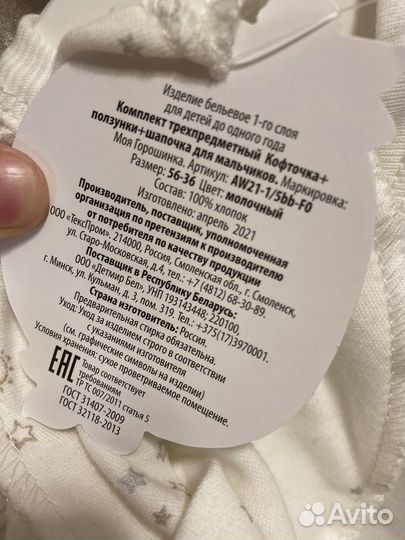 Изделие бельевое 1-го слоя
для детей до одного года
Комплект трехпредметный Кофточка+
ползунки+шапочка для мальчиков. Маркировка:
Моя Горошинка. Артикул: AW21-1/5bb-F0
Размер: 56-36 Цвет: молочный
Состав: 100% хлопок
Изготовлено: апрель 2021
Производитель, поставщик, уполномоченная
организация по претензиям к производителю
от потребителя по качеству продукции
ООО «ТексПром», 214000, Россия, Смоленская обл., г. Смоленск,
ул. Старо-Московская, д.4, тел.: +7 (4812) 68-30-89.
Поставщик в Республику Беларусь:
ООО «Детмир Бел», УНП 193143448; 220100,
г. Минск, ул. Кульман, д. 3, пом. 319. Тел.: +375(17)3970001.
Страна изготовитель: Россия.
Предварительная стирка обязательна.
Уход: Уход за изделием строго в соответствии
с указаниями изготовителя
(см. графические символы на изделии)
Условия хранения: сухое проветриваемое помещение.
ЕАС Товар соответствует
требованиям
ТР ТС 007/2011 статья 5
ГОСТ 31407-2009
ГОСТ 32118-2013
Avito